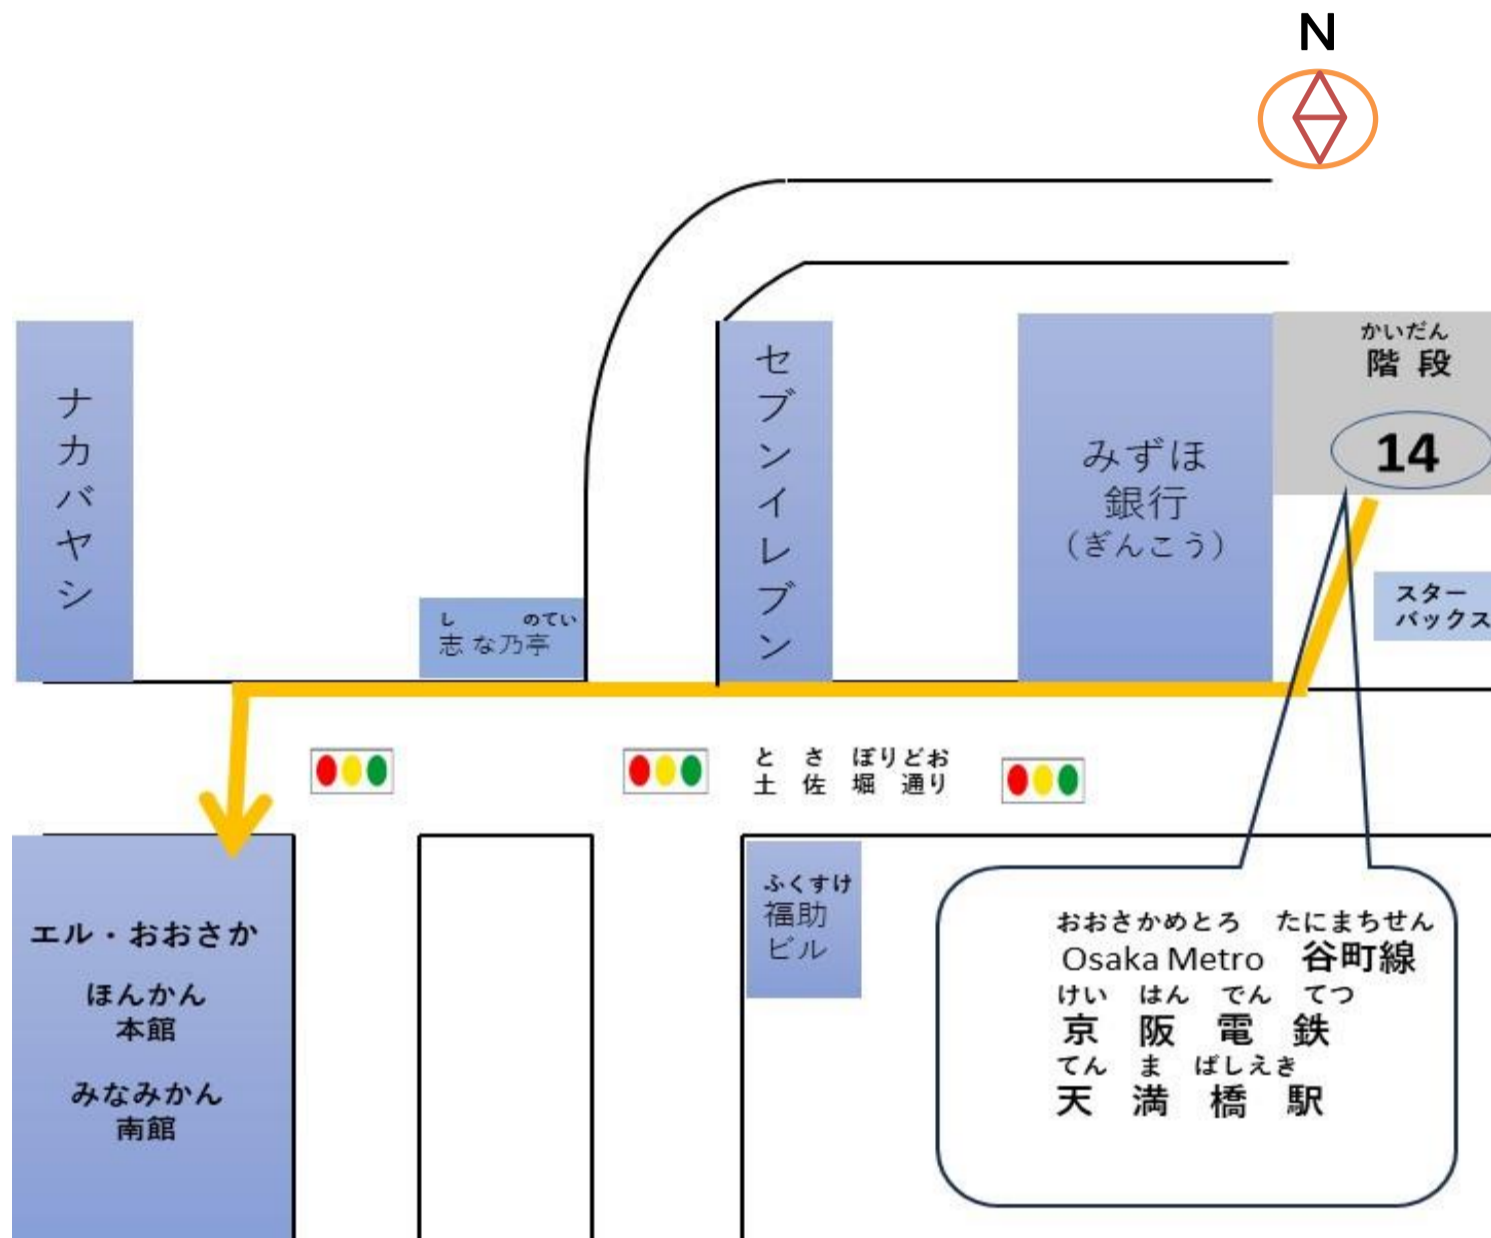 N
かいだん
階 段
14
ナカバヤシ
セブンイレブン
みずほ
銀行
(ぎんこう)
スター
バックス
し のてい
志 な乃亭
と さ ぼりどお
土 佐 堀 通り
ふくすけ
福助
ビル
エル・おおさか
ほんかん
本館
みなみかん
南館
おおさかめとろ たにまちせん
Osaka Metro 谷町線
けい はん でん てつ
京 阪 電 鉄
てん ま ばしえき
天 満 橋 駅